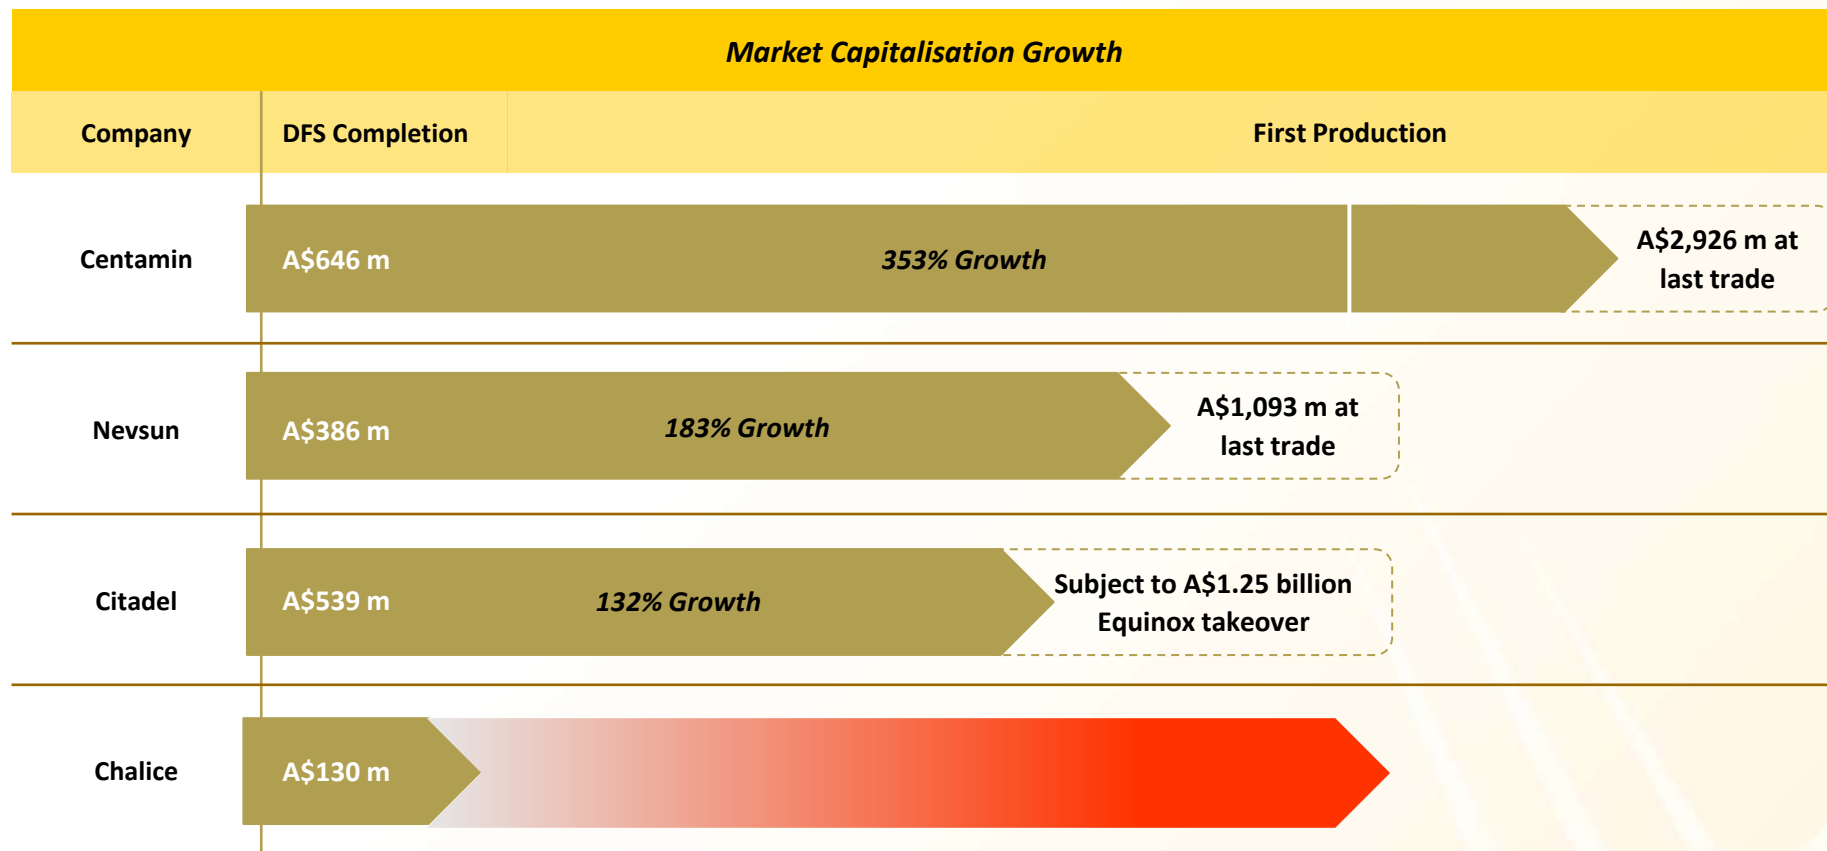 Market Capitalisation Growth
Company
DFS Completion
First Production
Centamin
A$646 m
353% Growth
A$2,926 m at
last trade
Nevsun
A$386 m
183% Growth
A$1,093 m at
last trade
Citadel
A$539 m
132% Growth
Subject to A$1.25 billion
Equinox takeover
Chalice
A$130 m